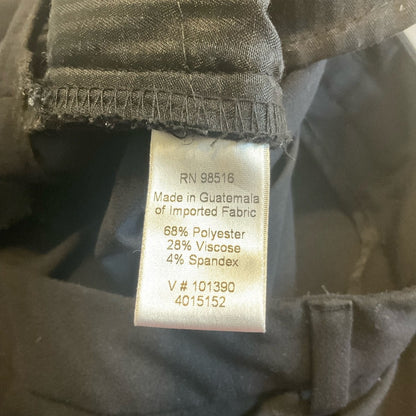 RN 98516
Made in Guatemala
of Imported Fabric
68% Polyester
28% Viscose
4% Spandex
V # 101390
4015152